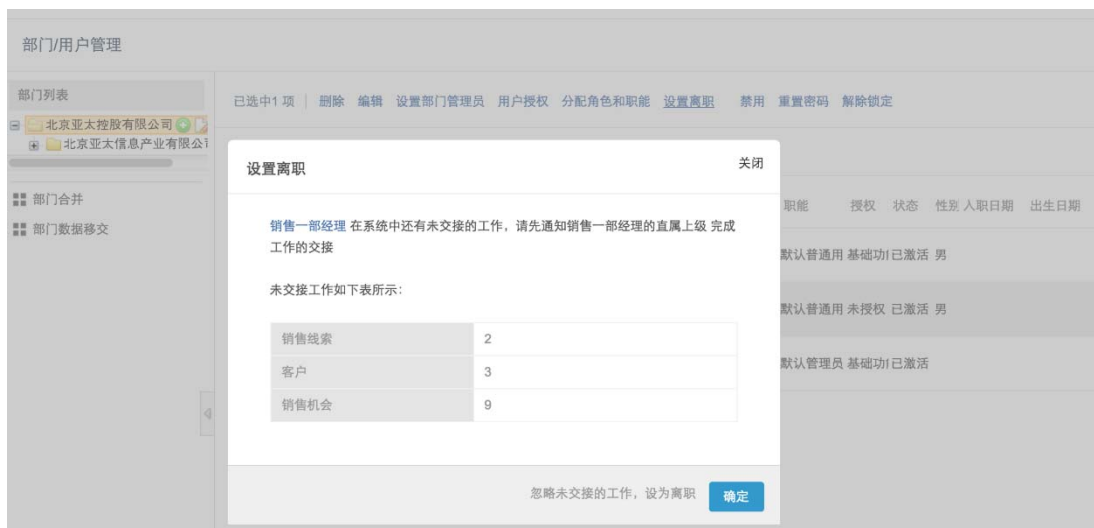 部门/用户管理
部门列表
已选中1 项 | 删除 编辑 设置部门管理员 用户授权 分配角色和职能 设置离职 禁用 重置密码 解除锁定
北京亚太控股有限公司
北京亚太信息产业有限公
部门合并
部门数据移交
设置离职 关闭
销售一部经理 在系统中还有未交接的工作，请先通知销售一部经理的直属上级 完成
工作的交接
未交接工作如下表所示：
销售线索 2
客户 3
销售机会 9
忽略未交接的工作，设为离职 确定
职能 授权 状态 性别 入职日期 出生日期
默认普通用 基础功 已激活 男
默认普通用 未授权 已激活 男
默认管理员 基础功 已激活